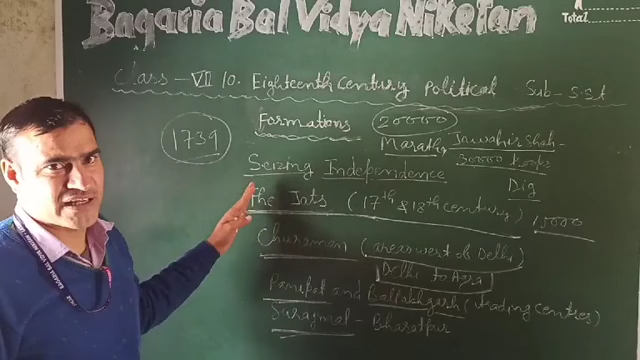 Bagaria Bal Vidya Niketan
Total
Class - VII 10. Eighteenth Century Political Sub - S.St
Formations 20000
1739 Marath, Jawahir Shah -
30000 troops
Seizing Independence Dig
The Jats (17th & 18th century) 15000
Churaman (areas west of Delhi)
Delhi to Agra
Panipat and Ballabhgarh (trading centres)
Surajmal - Bharatpur